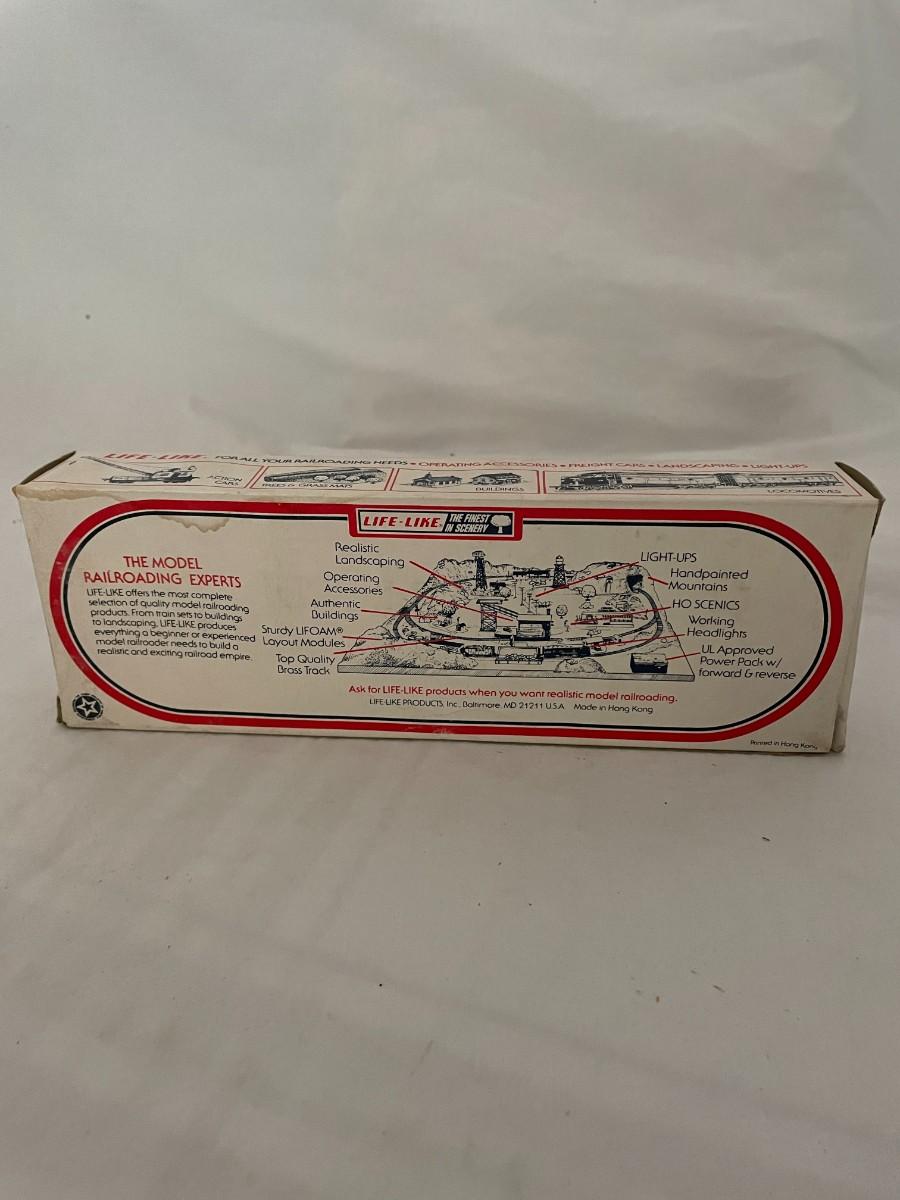 LIFE-LIKE® FOR ALL YOUR RAILROADING NEEDS • OPERATING ACCESSORIES • FREIGHT CARS • LANDSCAPING • LIGHT-UPS
ACTION
CARS
TREES & GRASS MATS
BUILDINGS
LOCOMOTIVES
LIFE-LIKE®
THE FINEST
IN SCENERY
THE MODEL
RAILROADING EXPERTS
LIFE-LIKE offers the most complete
selection of quality model railroading
products. From train sets to buildings
to landscaping, LIFE-LIKE produces
everything a beginner or experienced
model railroader needs to build a
realistic and exciting railroad empire.
Realistic
Landscaping
Operating
Accessories
Authentic
Buildings
Sturdy LIFOAM®
Layout Modules
Top Quality
Brass Track
LIGHT-UPS
Handpainted
Mountains
HO SCENICS
Working
Headlights
UL Approved
Power Pack w/
forward & reverse
Ask for LIFE-LIKE products when you want realistic model railroading.
LIFE-LIKE PRODUCTS, Inc., Baltimore, MD 21211 U.S.A. Made in Hong Kong
Printed in Hong Kong